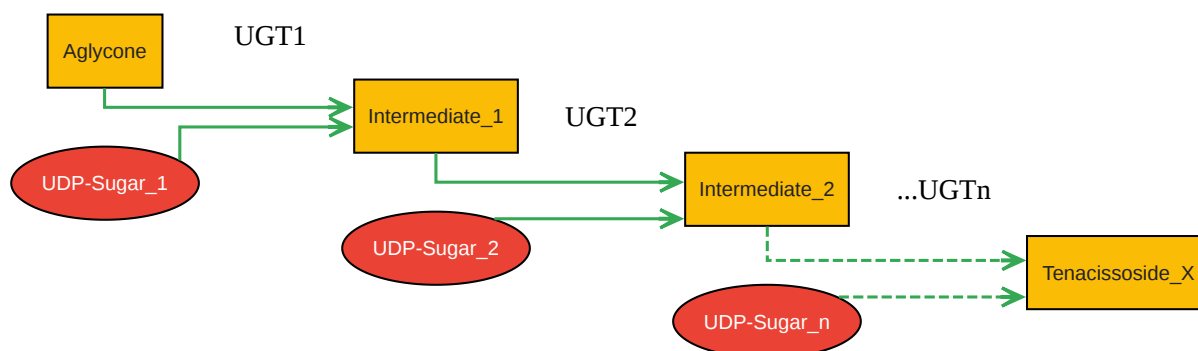 Aglycone
UGT1
UDP-Sugar_1
Intermediate_1
UGT2
UDP-Sugar_2
Intermediate_2
...UGTn
UDP-Sugar_n
Tenacissoside_X